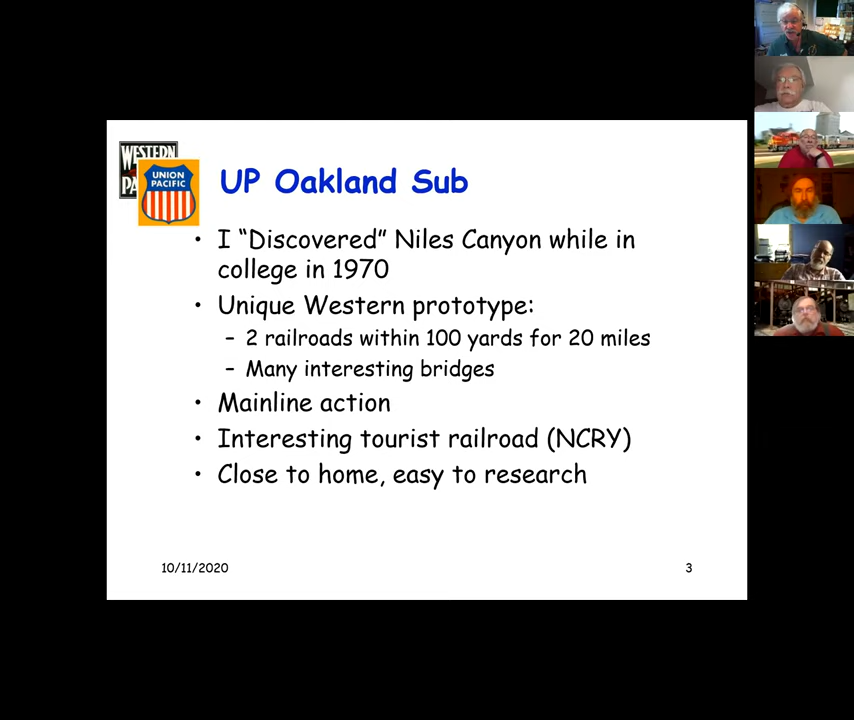 WESTERN
PA
UNION
PACIFIC
UP Oakland Sub
• I “Discovered” Niles Canyon while in
college in 1970
• Unique Western prototype:
– 2 railroads within 100 yards for 20 miles
– Many interesting bridges
• Mainline action
• Interesting tourist railroad (NCRY)
• Close to home, easy to research
10/11/2020
3